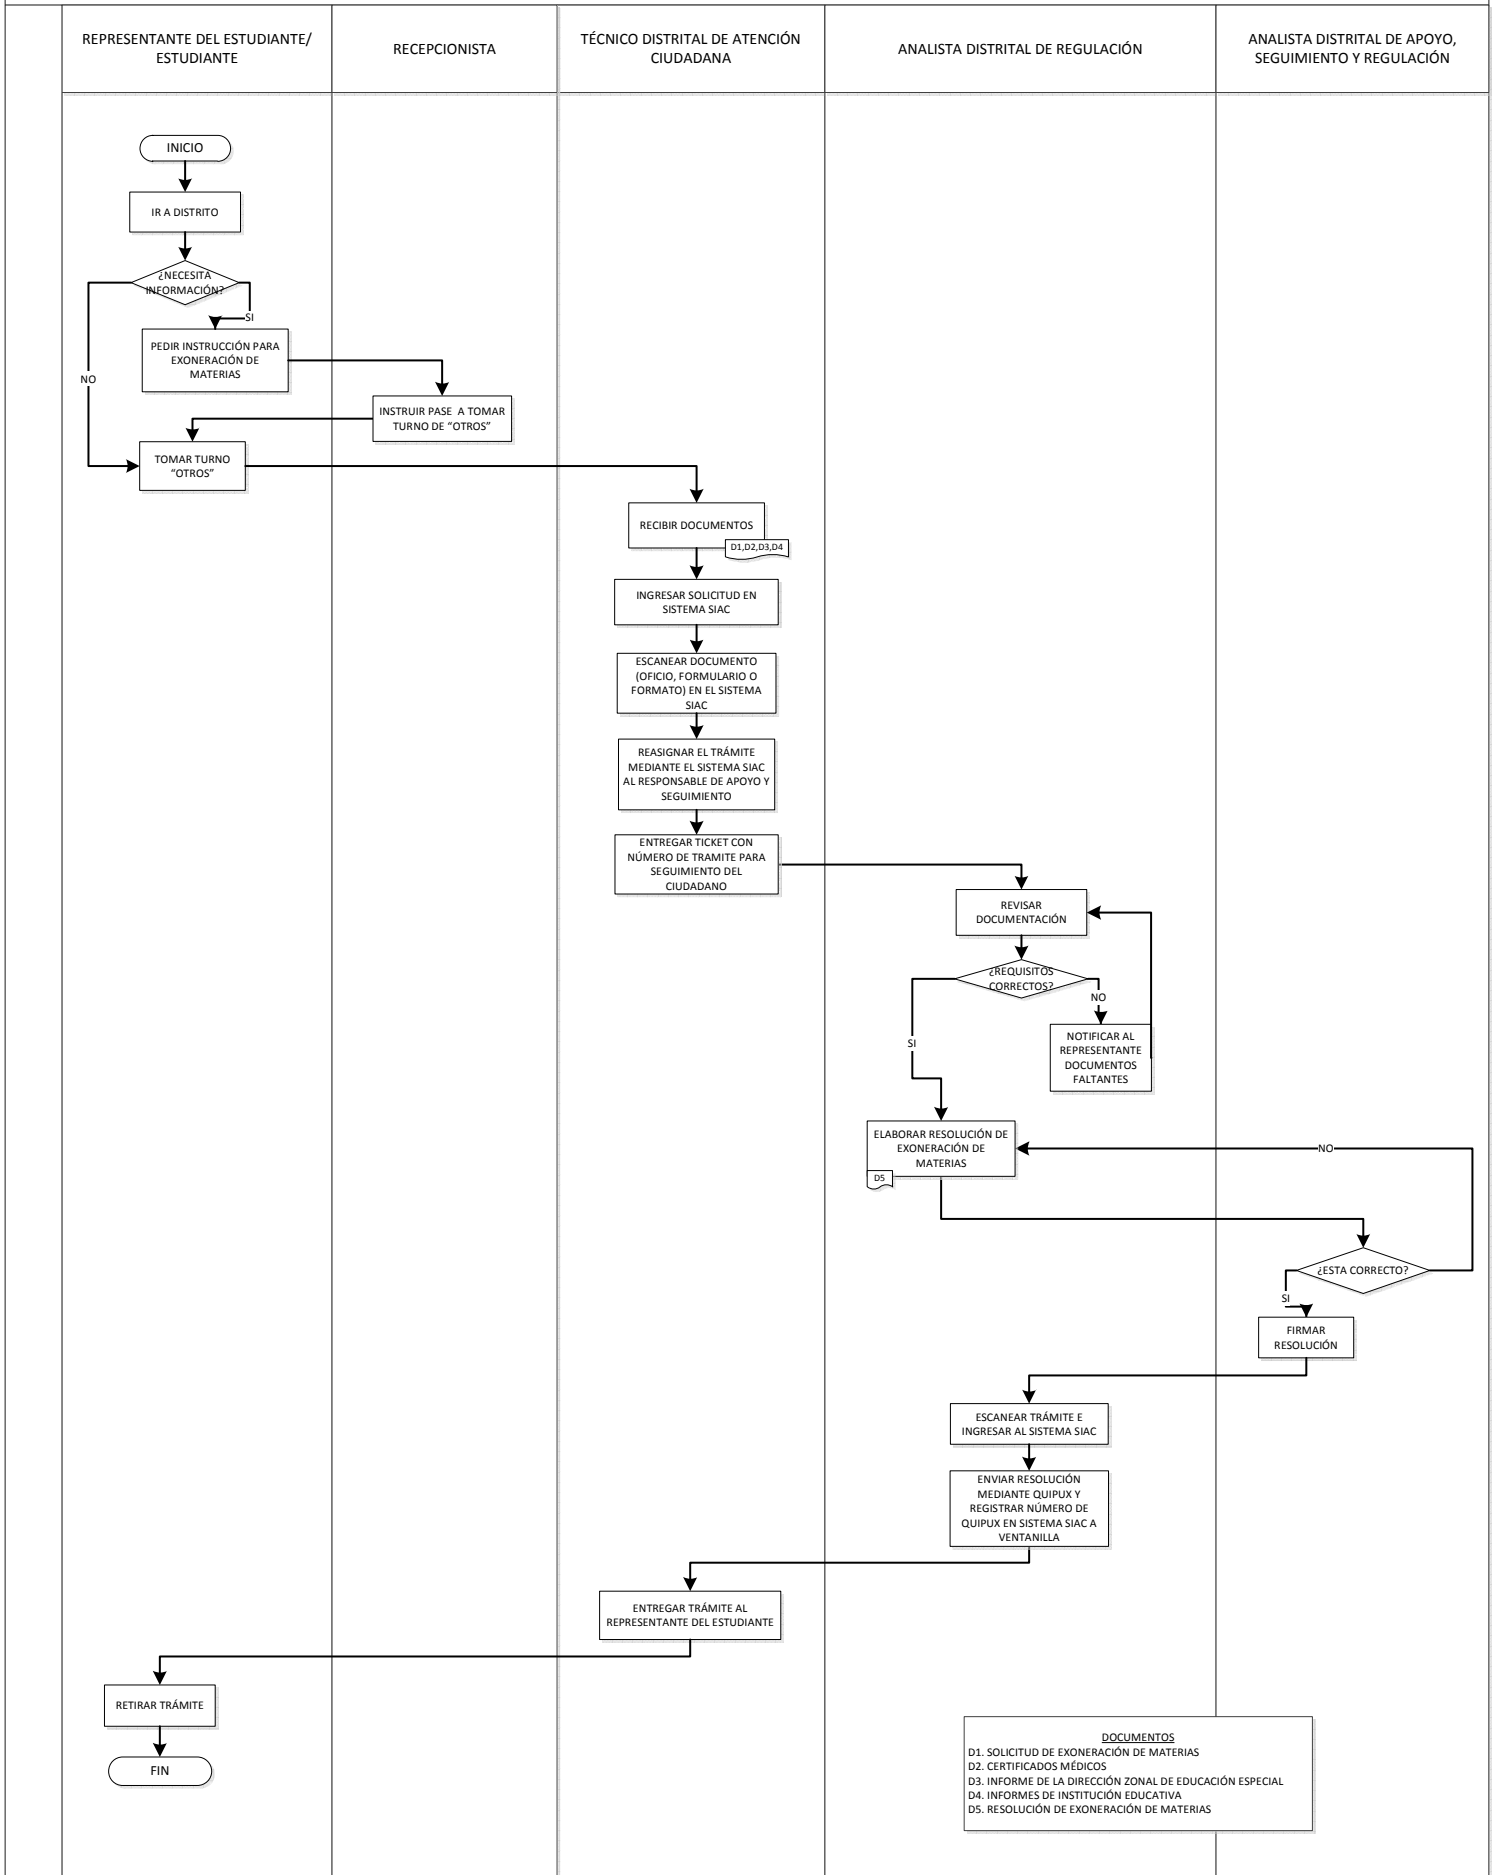 REPRESENTANTE DEL ESTUDIANTE/
ESTUDIANTE
RECEPCIONISTA
TÉCNICO DISTRITAL DE ATENCIÓN
CIUDADANA
ANALISTA DISTRITAL DE REGULACIÓN
ANALISTA DISTRITAL DE APOYO,
SEGUIMIENTO Y REGULACIÓN
INICIO
IR A DISTRITO
¿NECESITA
INFORMACIÓN?
SI
PEDIR INSTRUCCIÓN PARA
EXONERACIÓN DE
MATERIAS
NO
INSTRUIR PASE A TOMAR
TURNO DE “OTROS”
TOMAR TURNO
“OTROS”
RECIBIR DOCUMENTOS
D1,D2,D3,D4
INGRESAR SOLICITUD EN
SISTEMA SIAC
ESCANEAR DOCUMENTO
(OFICIO, FORMULARIO O
FORMATO) EN EL SISTEMA
SIAC
REASIGNAR EL TRÁMITE
MEDIANTE EL SISTEMA SIAC
AL RESPONSABLE DE APOYO Y
SEGUIMIENTO
ENTREGAR TICKET CON
NÚMERO DE TRAMITE PARA
SEGUIMIENTO DEL
CIUDADANO
REVISAR
DOCUMENTACIÓN
¿REQUISITOS
CORRECTOS?
NO
SI
NOTIFICAR AL
REPRESENTANTE
DOCUMENTOS
FALTANTES
ELABORAR RESOLUCIÓN DE
EXONERACIÓN DE
MATERIAS
D5
NO
¿ESTA CORRECTO?
SI
FIRMAR
RESOLUCIÓN
ESCANEAR TRÁMITE E
INGRESAR AL SISTEMA SIAC
ENVIAR RESOLUCIÓN
MEDIANTE QUIPUX Y
REGISTRAR NÚMERO DE
QUIPUX EN SISTEMA SIAC A
VENTANILLA
ENTREGAR TRÁMITE AL
REPRESENTANTE DEL ESTUDIANTE
RETIRAR TRÁMITE
FIN
DOCUMENTOS
D1. SOLICITUD DE EXONERACIÓN DE MATERIAS
D2. CERTIFICADOS MÉDICOS
D3. INFORME DE LA DIRECCIÓN ZONAL DE EDUCACIÓN ESPECIAL
D4. INFORMES DE INSTITUCIÓN EDUCATIVA
D5. RESOLUCIÓN DE EXONERACIÓN DE MATERIAS